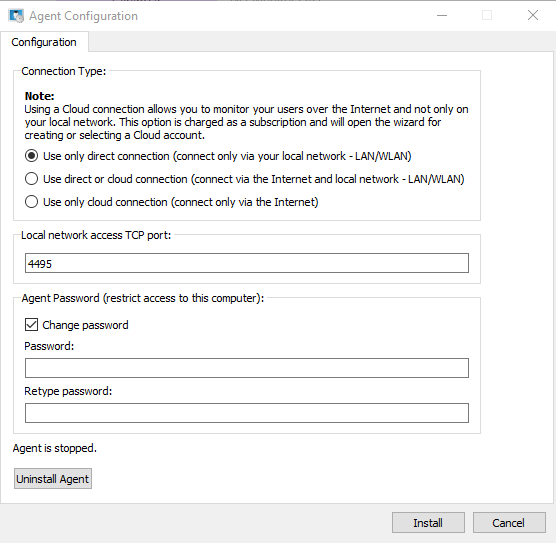 Agent Configuration
Configuration
Connection Type:
Note:
Using a Cloud connection allows you to monitor your users over the Internet and not only on
your local network. This option is charged as a subscription and will open the wizard for
creating or selecting a Cloud account.
Use only direct connection (connect only via your local network - LAN/WLAN)
Use direct or cloud connection (connect via the Internet and local network - LAN/WLAN)
Use only cloud connection (connect only via the Internet)
Local network access TCP port:
4495
Agent Password (restrict access to this computer):
Change password
Password:
Retype password:
Agent is stopped.
Uninstall Agent
Install
Cancel